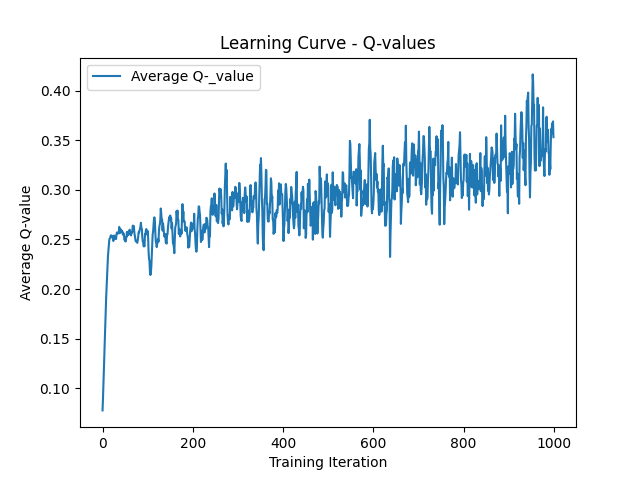 Learning Curve - Q-values
Average Q-_value
0.40
0.35
0.30
0.25
0.20
0.15
0.10
Average Q-value
0 200 400 600 800 1000
Training Iteration